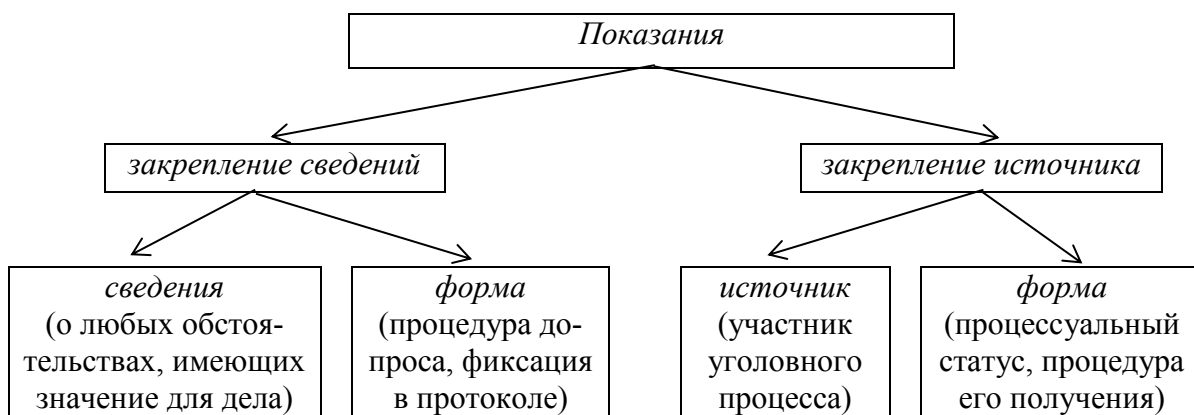 Показания
закрепление сведений
закрепление источника
сведения
(о любых обстоя-
тельствах, имеющих
значение для дела)
форма
(процедура до-
проса, фиксация
в протоколе)
источник
(участник
уголовного
процесса)
форма
(процессуальный
статус, процедура
его получения)